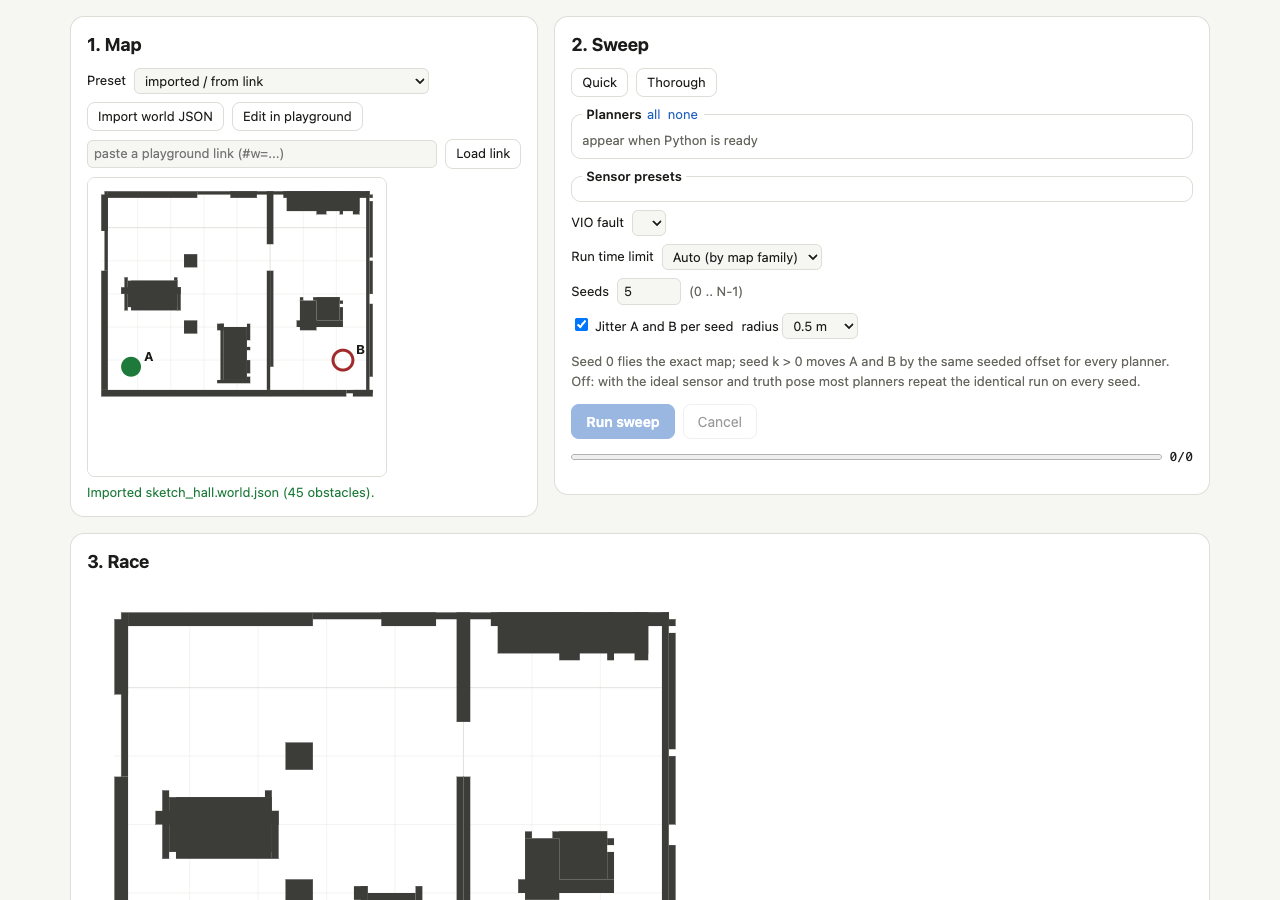 1. Map
Preset imported / from link
Import world JSON Edit in playground
paste a playground link (#w=...) Load link
A
B
Imported sketch_hall.world.json (45 obstacles).
2. Sweep
Quick Thorough
Planners all none
appear when Python is ready
Sensor presets
VIO fault
Run time limit Auto (by map family)
Seeds 5 (0 .. N-1)
Jitter A and B per seed radius 0.5 m
Seed 0 flies the exact map; seed k > 0 moves A and B by the same seeded offset for every planner.
Off: with the ideal sensor and truth pose most planners repeat the identical run on every seed.
Run sweep Cancel
0/0
3. Race